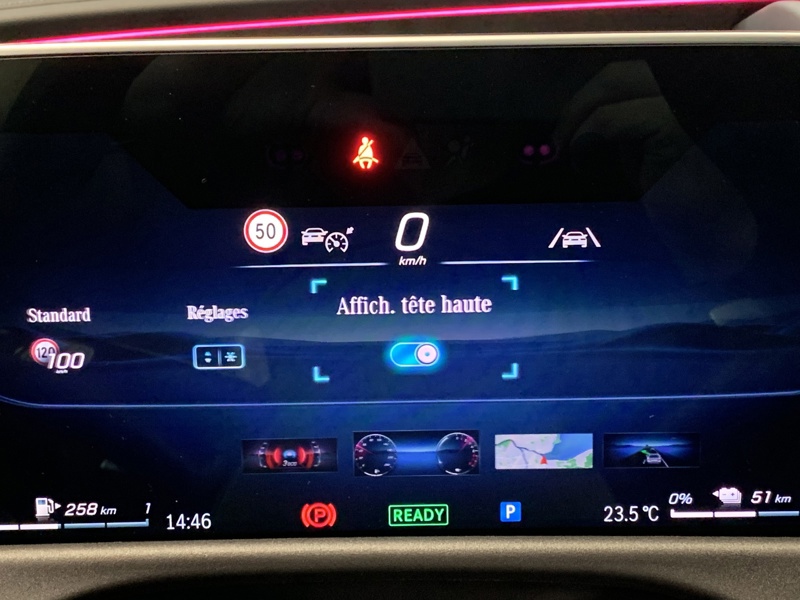 50
0
km/h
Affich. tête haute
Standard
Réglages
120
100
258 km
1
14:46
P
READY
P
23.5 °C
0%
51 km